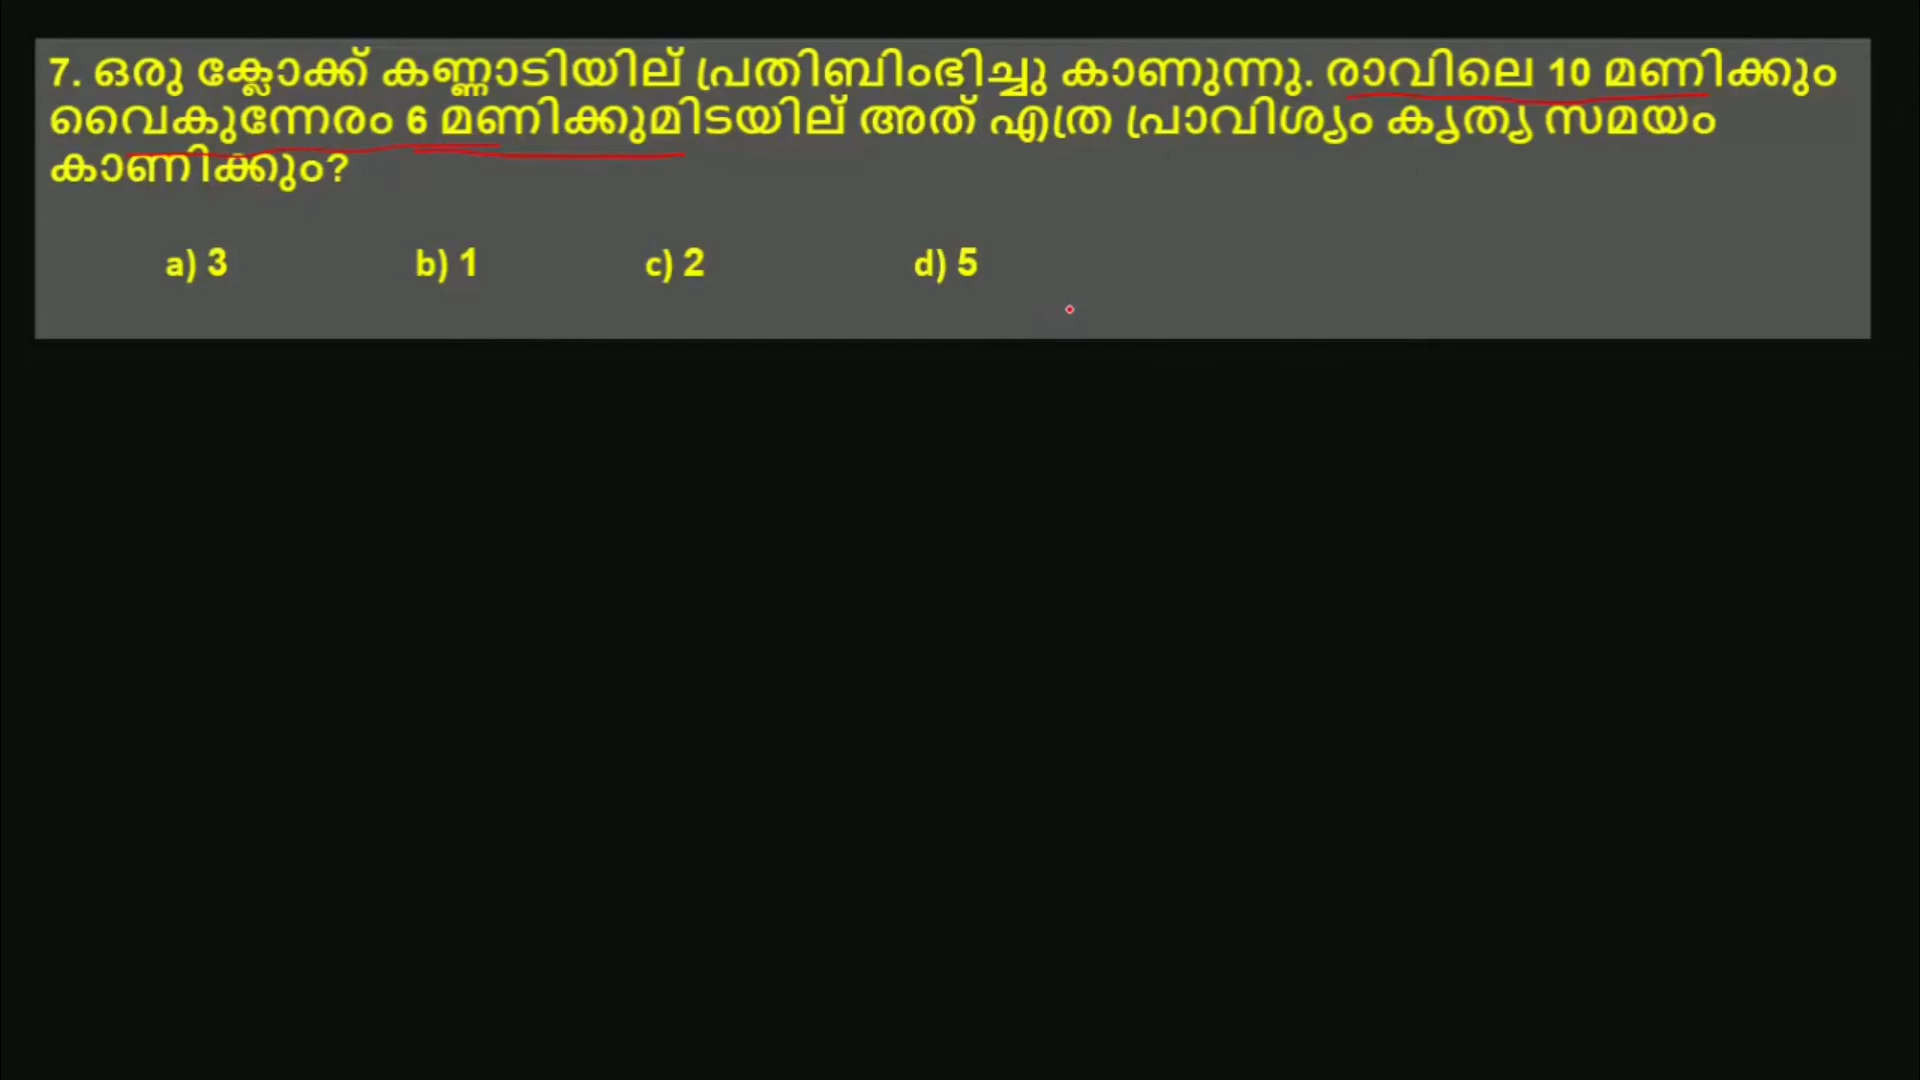 7. ഒരു ക്ലോക്ക് കണ്ണാടിയില് പ്രതിബിംഭിച്ചു കാണുന്നു. രാവിലെ 10 മണിക്കും
വൈകുന്നേരം 6 മണിക്കുമിടയില് അത് എത്ര പ്രാവിശ്യം കൃത്യ സമയം
കാണിക്കും?
a) 3 b) 1 c) 2 d) 5